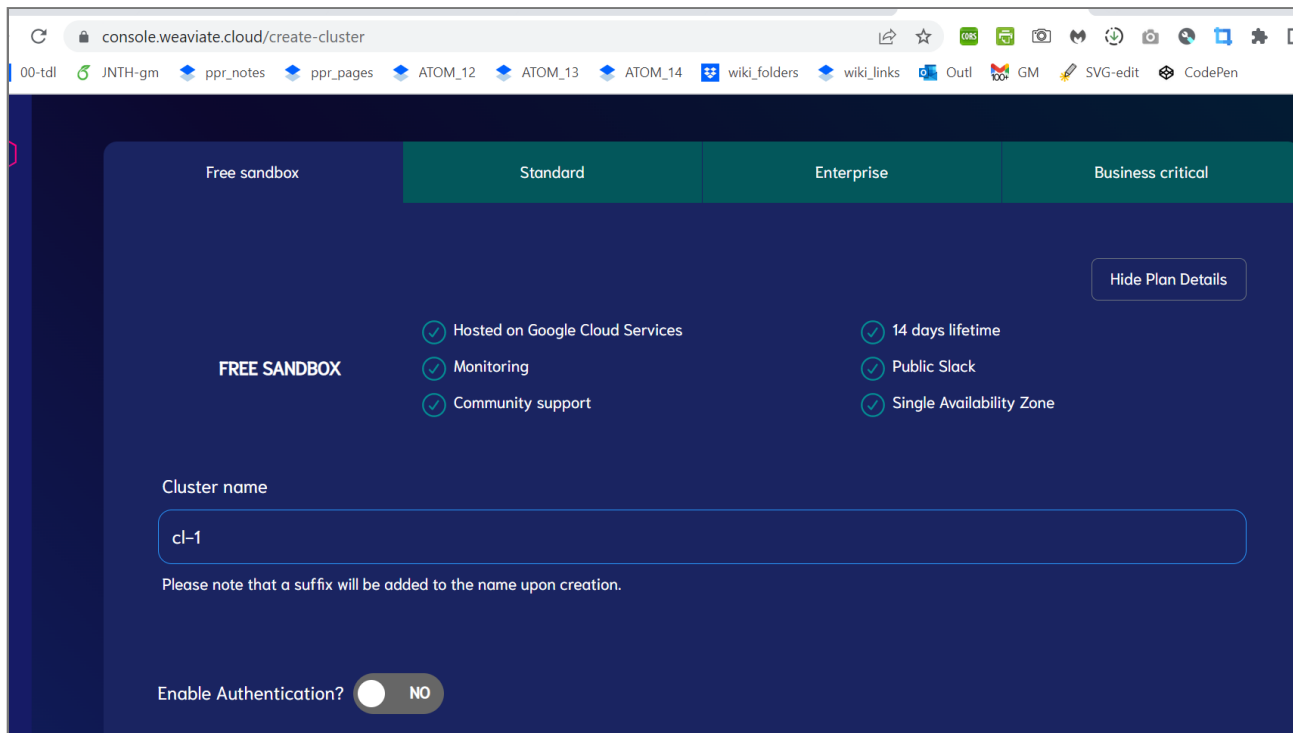 console.weaviate.cloud/create-cluster
CORS
00-tdl JNTH-gm ppr_notes ppr_pages ATOM_12 ATOM_13 ATOM_14 wiki_folders wiki_links Outl 100+ GM SVG-edit CodePen
Free sandbox Standard Enterprise Business critical
Hide Plan Details
Hosted on Google Cloud Services 14 days lifetime
FREE SANDBOX Monitoring Public Slack
Community support Single Availability Zone
Cluster name
cl-1
Please note that a suffix will be added to the name upon creation.
Enable Authentication? NO